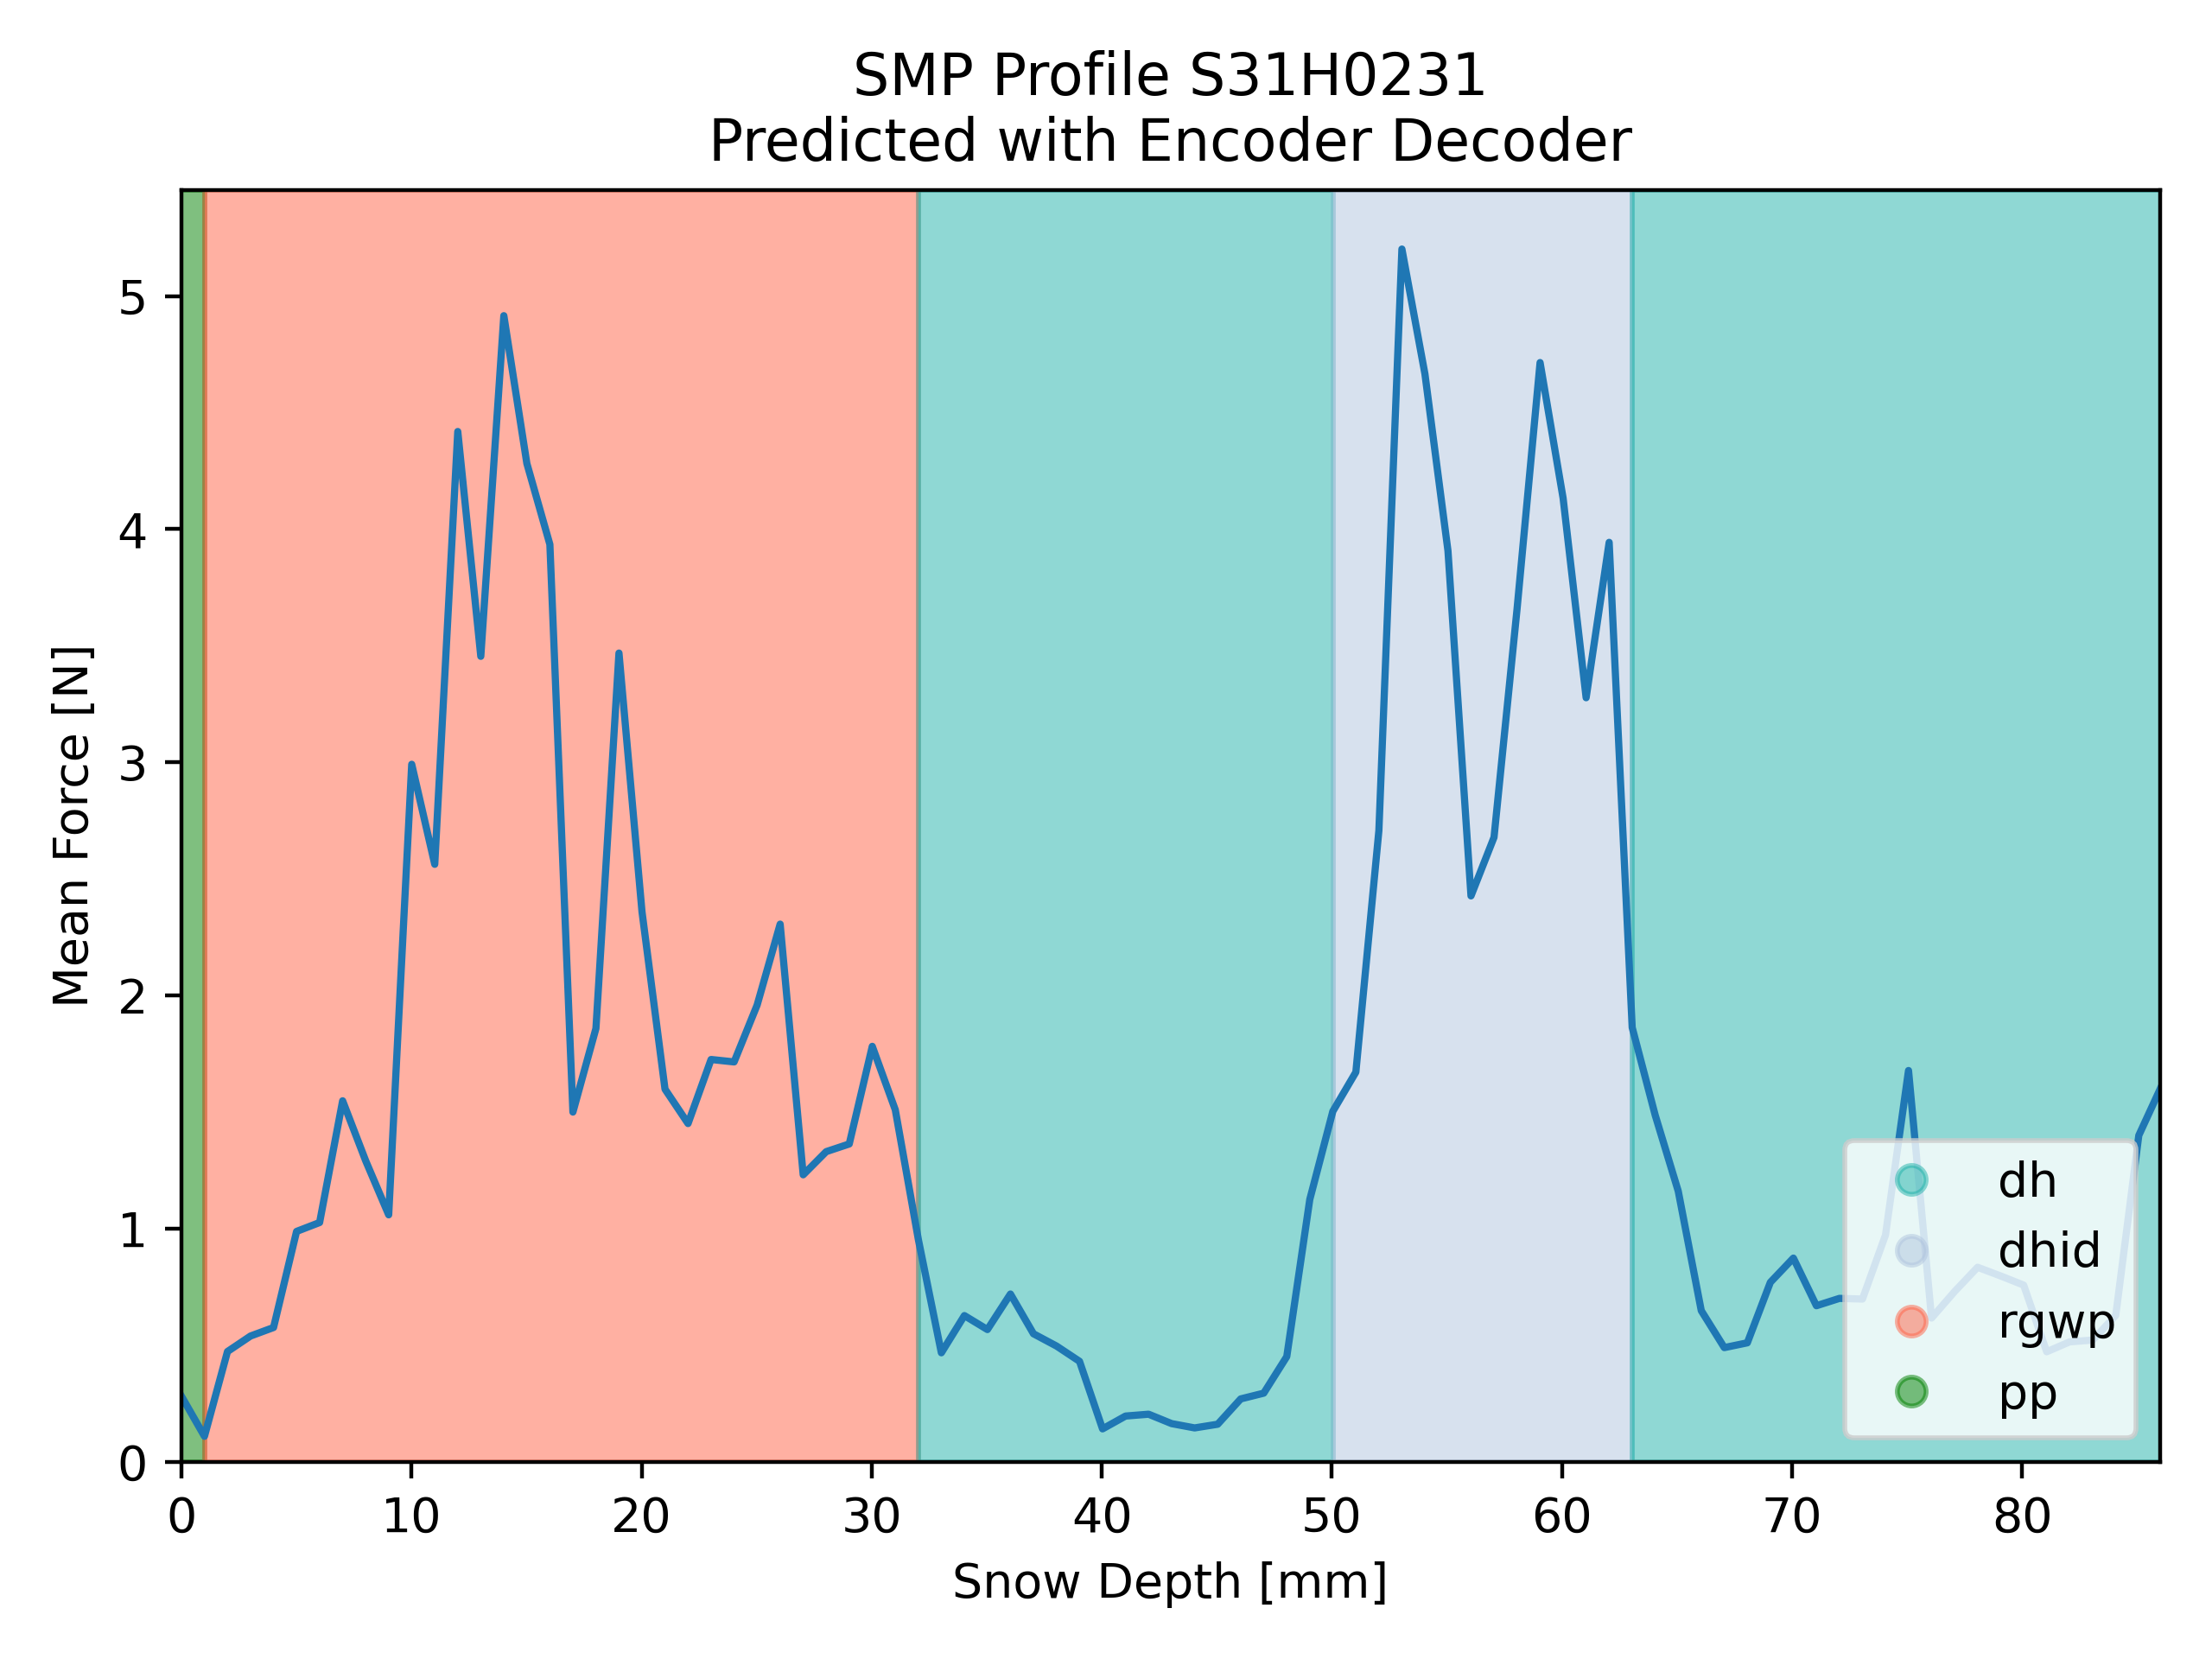 SMP Profile S31H0231
Predicted with Encoder Decoder
Mean Force [N]
5
4
3
2
1
0
0 10 20 30 40 50 60 70 80
Snow Depth [mm]
dh
dhid
rgwp
pp